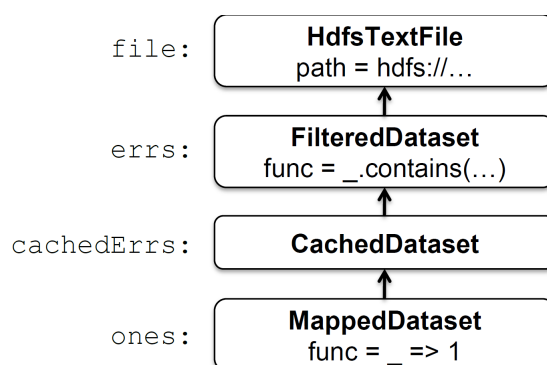 file:
HdfsTextFile
path = hdfs://…
errs:
FilteredDataset
func = _.contains(…)
cachedErrs:
CachedDataset
ones:
MappedDataset
func = _ => 1